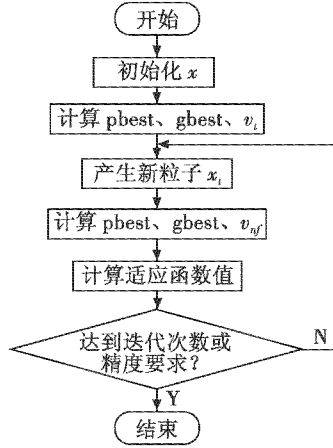 开始
初始化 x
计算 pbest、gbest、v_i
产生新粒子 x_i
计算 pbest、gbest、v_nf
计算适应函数值
达到迭代次数或
精度要求?
N
Y
结束